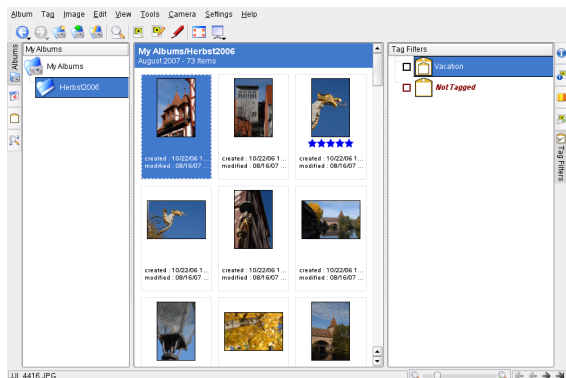 Album Tag Image Edit View Tools Camera Settings Help
Albums
My Albums
My Albums
Herbst2006
My Albums/Herbst2006
August 2007 - 73 Items
created : 10/22/06 1...
modified : 08/16/07 ...
created : 10/22/06 1...
modified : 08/16/07 ...
created : 10/22/06 1...
modified : 08/16/07 ...
created : 10/22/06 1...
modified : 08/16/07 ...
created : 10/22/06 1...
modified : 08/16/07 ...
created : 10/22/06 1...
modified : 08/16/07 ...
Tag Filters
Vacation
Not Tagged
Tag Filters
4416.JPG